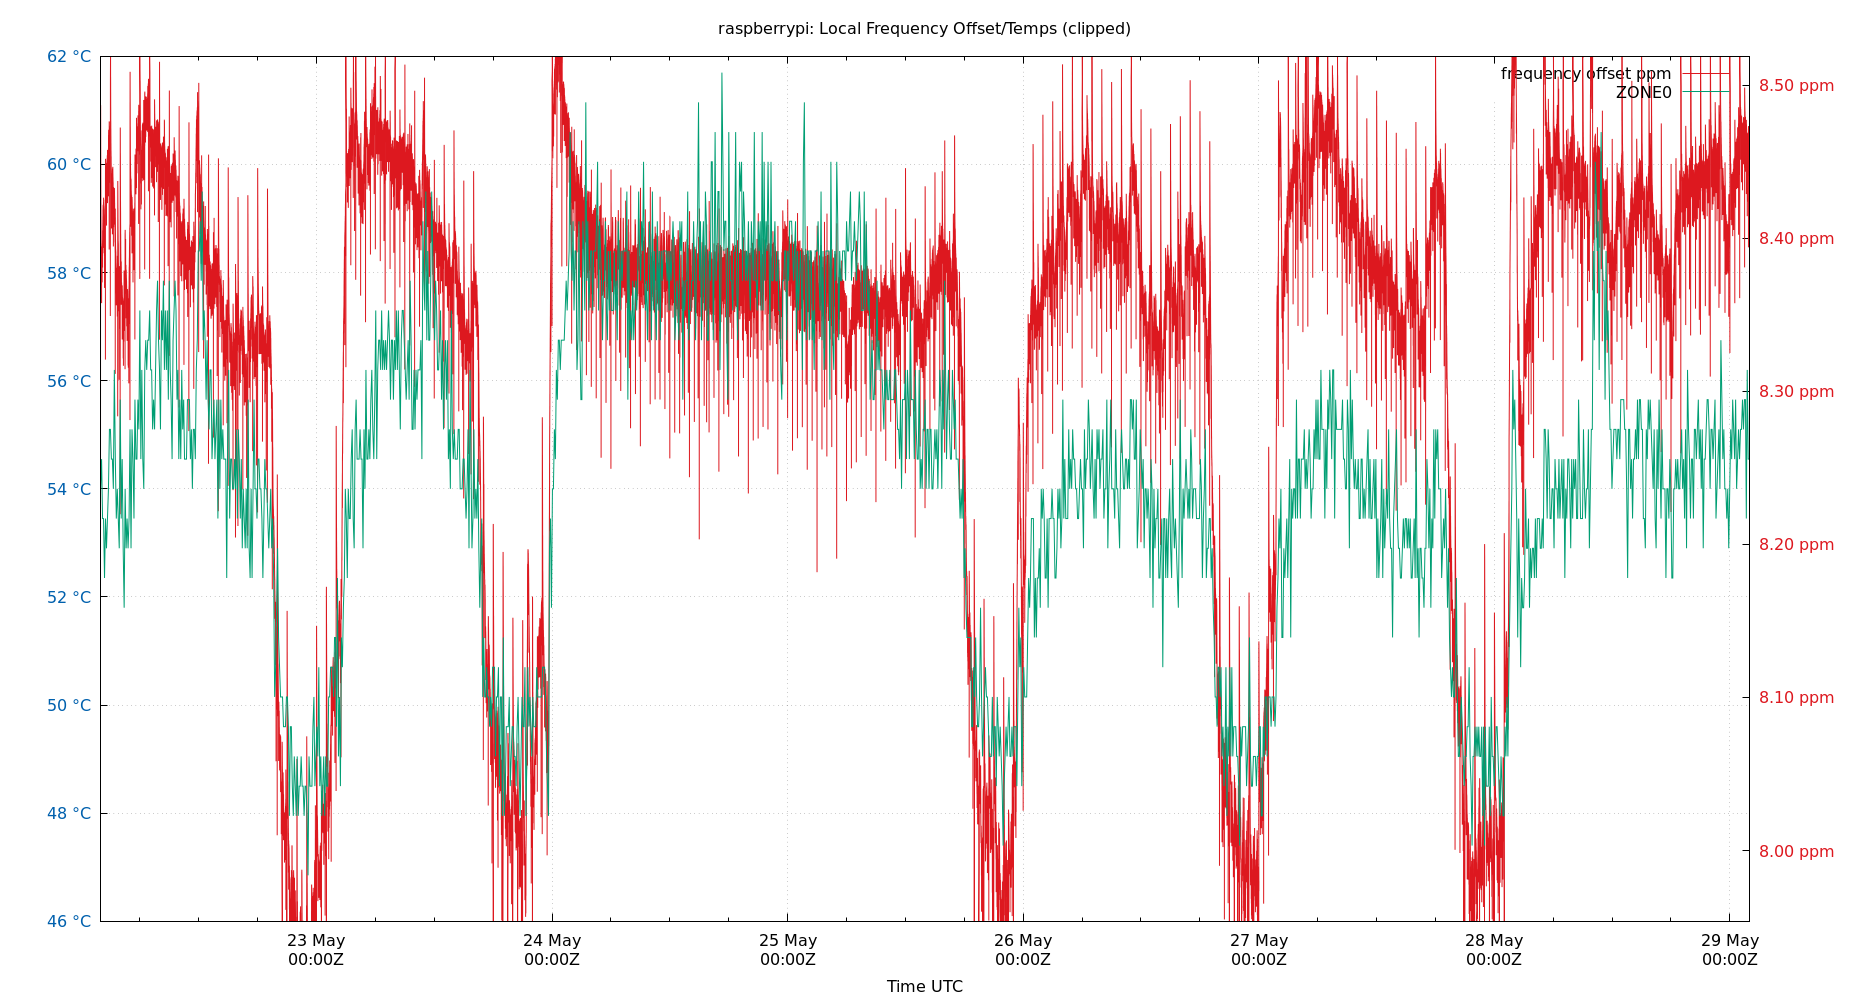 raspberrypi: Local Frequency Offset/Temps (clipped)
frequency offset ppm
ZONE0
62 °C
60 °C
58 °C
56 °C
54 °C
52 °C
50 °C
48 °C
46 °C
8.50 ppm
8.40 ppm
8.30 ppm
8.20 ppm
8.10 ppm
8.00 ppm
23 May
00:00Z
24 May
00:00Z
25 May
00:00Z
26 May
00:00Z
27 May
00:00Z
28 May
00:00Z
29 May
00:00Z
Time UTC